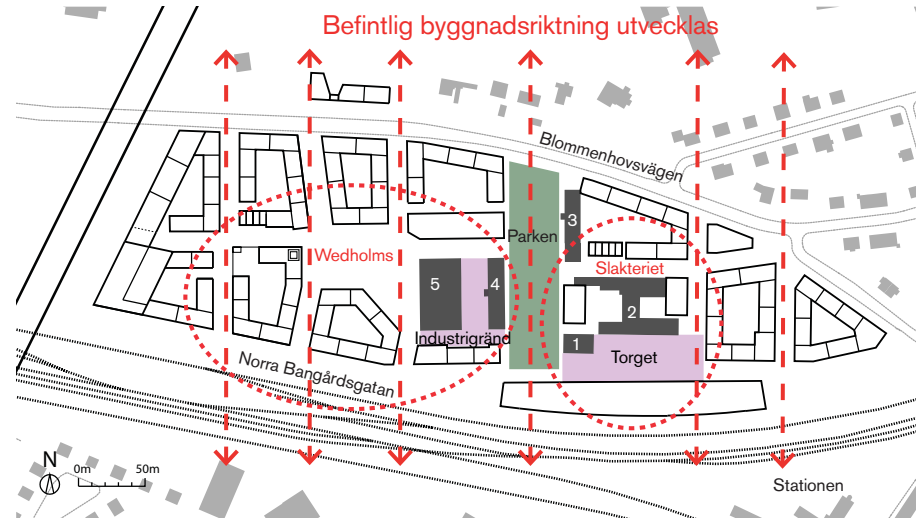 Befintlig byggnadsriktning utvecklas
Blommenhovsvägen
Parken
3
Wedholms
Slakteriet
5
4
2
Industrigränd
1
Torget
Norra Bangårdsgatan
N
0m 50m
Stationen